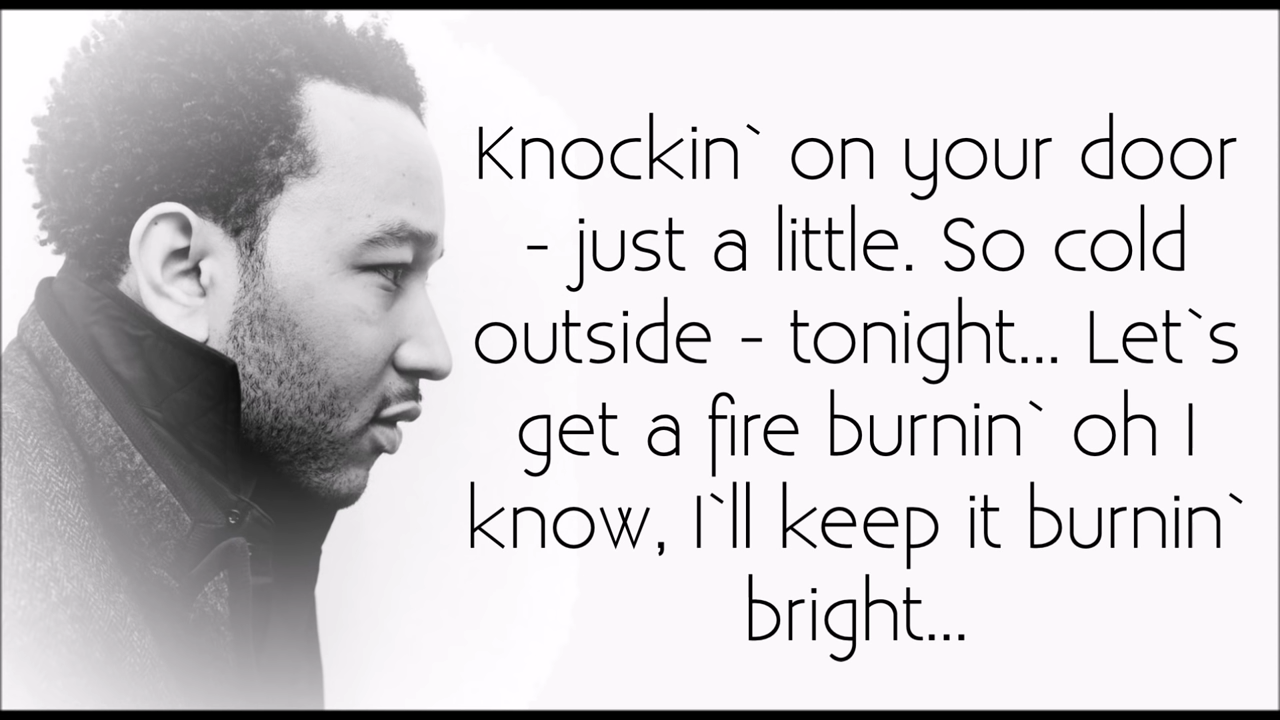 Knockin` on your door
- just a little. So cold
outside - tonight... Let`s
get a fire burnin` oh I
know, I`ll keep it burnin`
bright...